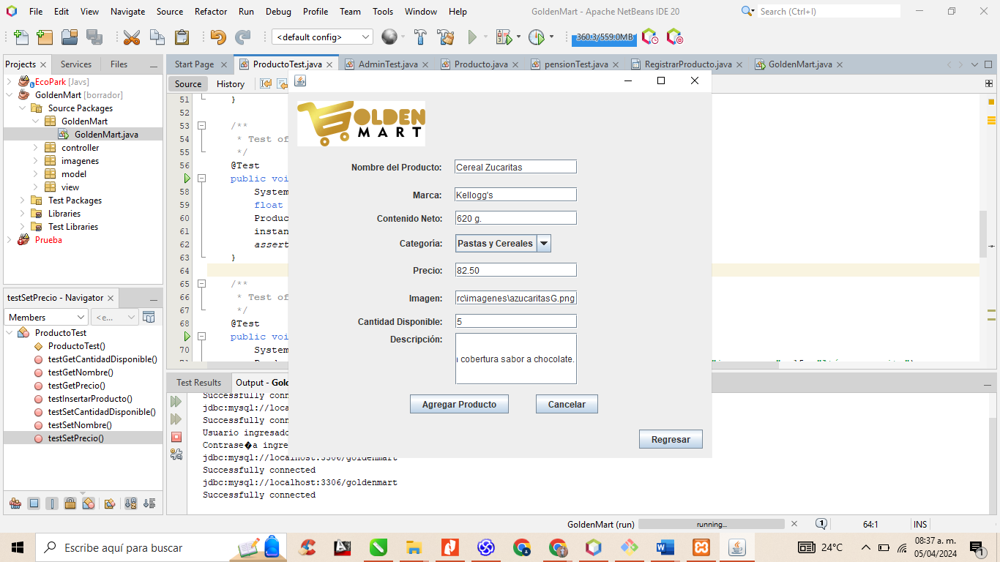 File Edit View Navigate Source Refactor Run Debug Profile Team Tools Window Help GoldenMart - Apache NetBeans IDE 20 Search (Ctrl+I)
<default config> 360.3/559.0MB
Projects Services Files
EcoPark [Javs]
GoldenMart [borrador]
Source Packages
GoldenMart
GoldenMart.java
controller
imagenes
model
view
Test Packages
Libraries
Test Libraries
Prueba
testSetPrecio() - Navigator
Members <e...
ProductoTest
ProductoTest()
testGetCantidadDisponible()
testGetNombre()
testGetPrecio()
testInsertarProducto()
testSetCantidadDisponible()
testSetNombre()
testSetPrecio()
Start Page ProductoTest.java AdminTest.java Producto.java pensionTest.java RegistrarProducto.java GoldenMart.java
Source History
51 }
52
53 /**
54 * Test of
55 */
56 @Test
public voi
58 System
59 float
60 Produc
61 instan
62 assert
63 }
64
65 /**
66 * Test of
67 */
68 @Test
public voi
70 System
GOLDEN
MART
Nombre del Producto: Cereal Zucaritas
Marca: Kellogg's
Contenido Neto: 620 g.
Categoria: Pastas y Cereales
Precio: 82.50
Imagen: rc\imagenes\azucaritasG.png
Cantidad Disponible: 5
Descripción:
cobertura sabor a chocolate.
Agregar Producto Cancelar
Regresar
Test Results Output - Gol
Successfully conn
jdbc:mysql://loca
Successfully conn
Usuario ingresado
Contrase�a ingre
jdbc:mysql://localhost:3306/goldenmart
Successfully connected
jdbc:mysql://localhost:3306/goldenmart
Successfully connected
GoldenMart (run) running... 1 64:1 INS
Escribe aquí para buscar 24°C 08:37 a. m.
05/04/2024 1